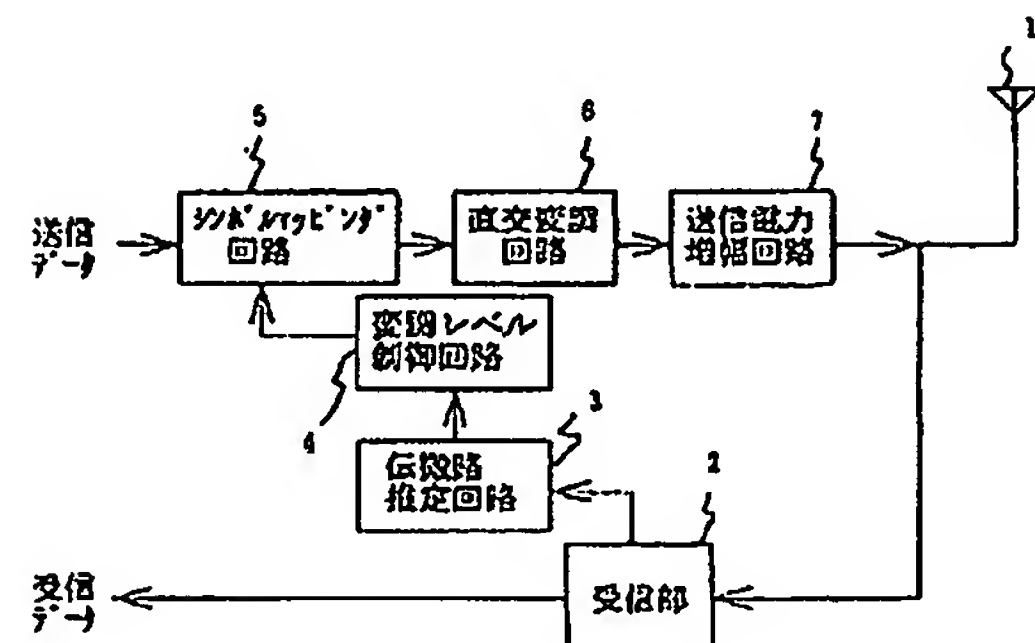 1
5
6
7
送信
データ
シンボルマッピング
回路
直交変調
回路
送信電力
増幅回路
変調レベル
制御回路
4
3
伝搬路
推定回路
2
受信部
受信
データ